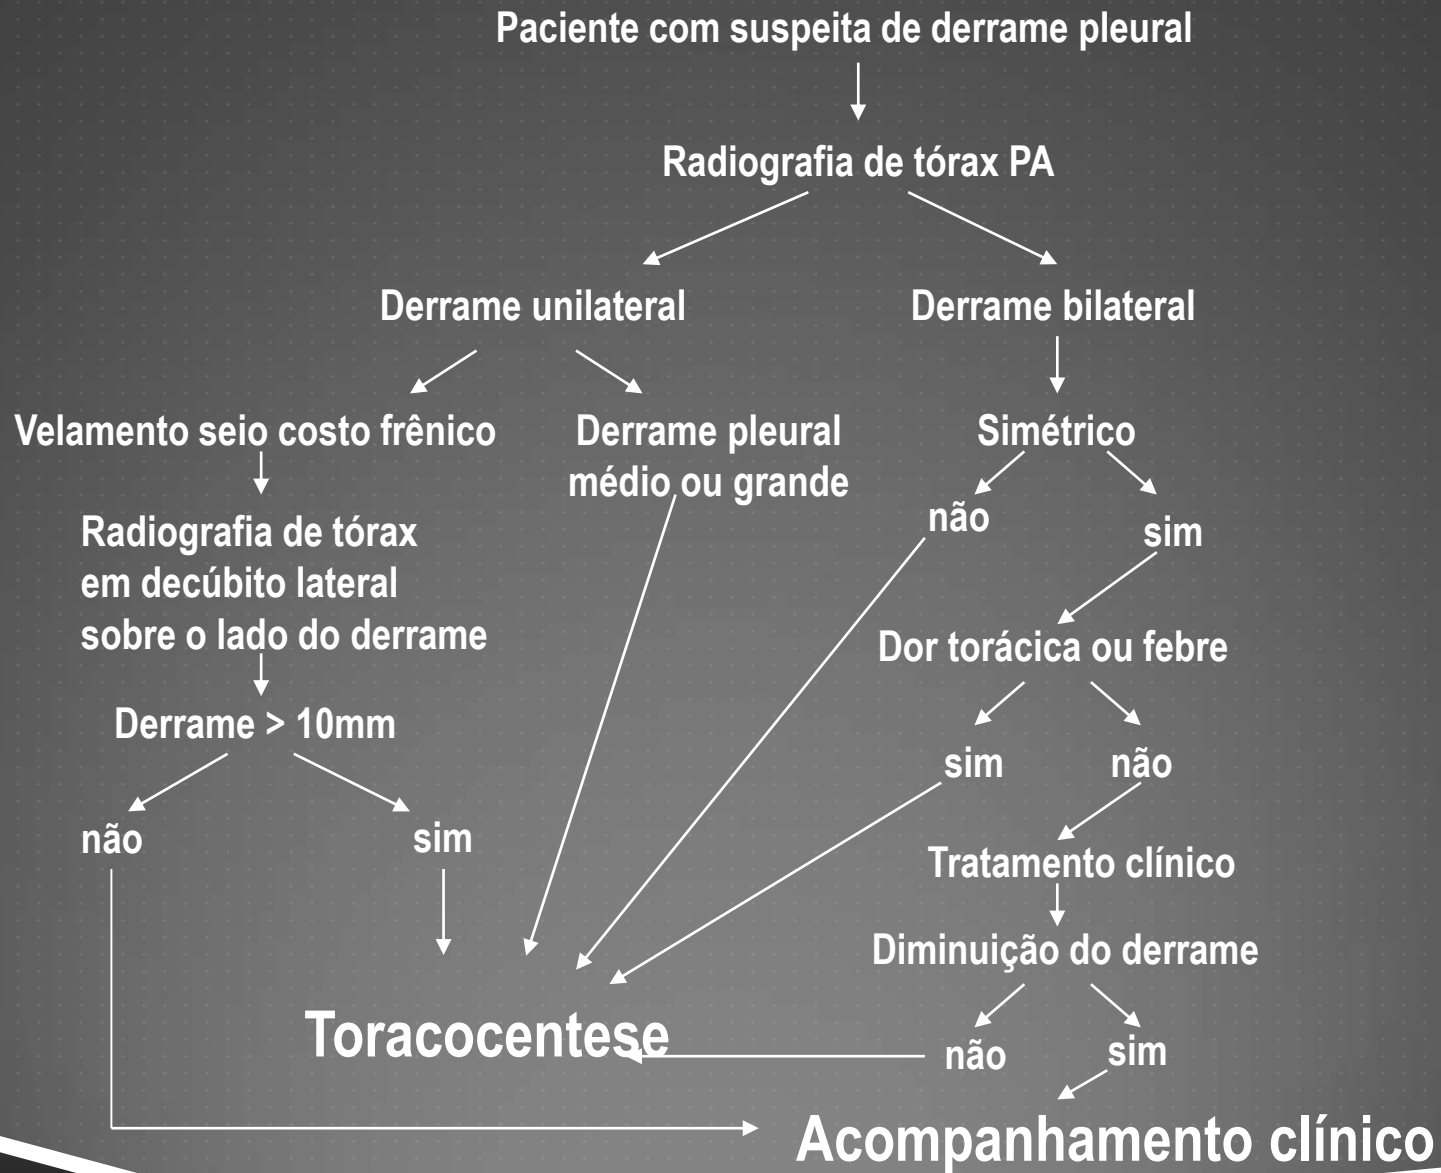 Paciente com suspeita de derrame pleural
Radiografia de tórax PA
Derrame unilateral
Derrame bilateral
Velamento seio costo frênico
Derrame pleural
médio ou grande
Simétrico
não
sim
Radiografia de tórax
em decúbito lateral
sobre o lado do derrame
Dor torácica ou febre
Derrame > 10mm
sim
não
não
sim
Tratamento clínico
Diminuição do derrame
Toracocentese
não
sim
Acompanhamento clínico